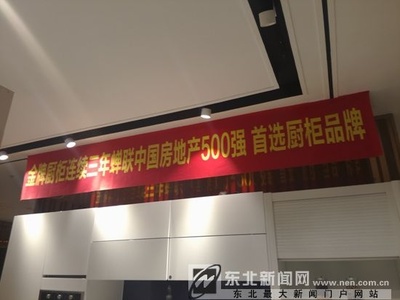 金牌厨柜连续三年蝉联中国房地产500强 首选厨柜品牌
东北新闻网
www.nen.com.cn
东北最大新闻门户网站